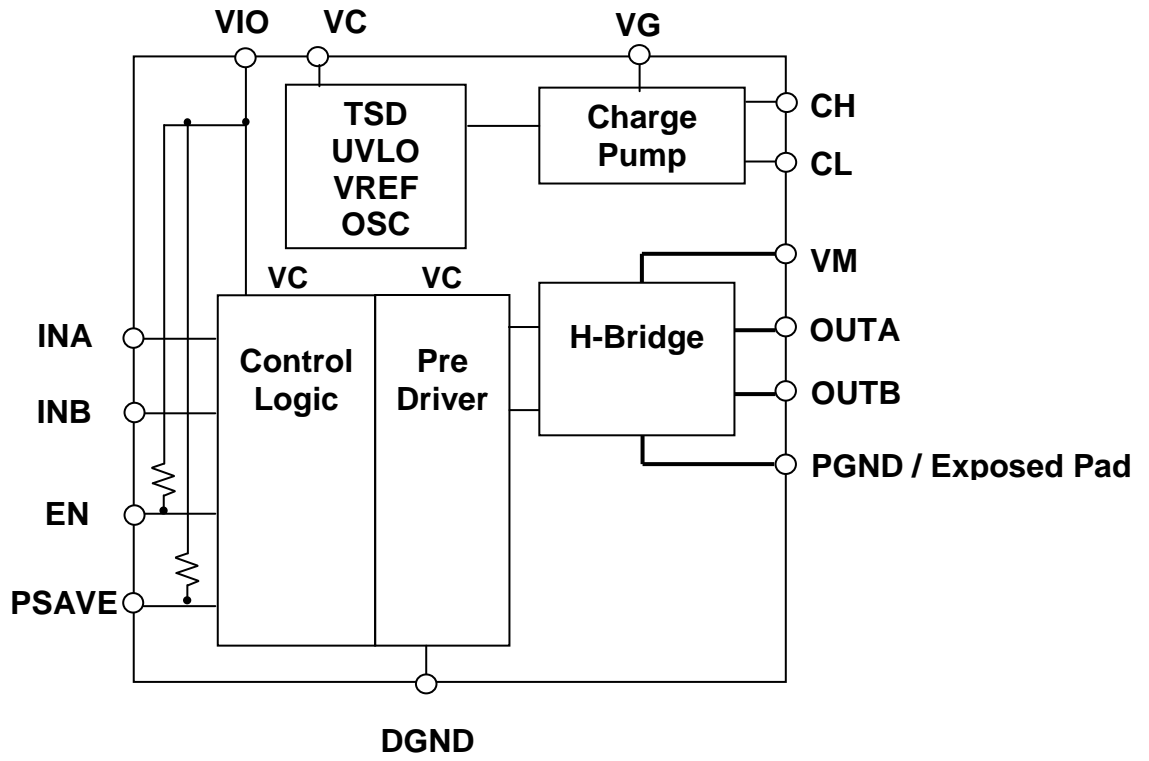 VIO
VC
VG
TSD
UVLO
VREF
OSC
Charge
Pump
CH
CL
VM
VC
VC
INA
INB
EN
PSAVE
Control
Logic
Pre
Driver
H-Bridge
OUTA
OUTB
PGND / Exposed Pad
DGND